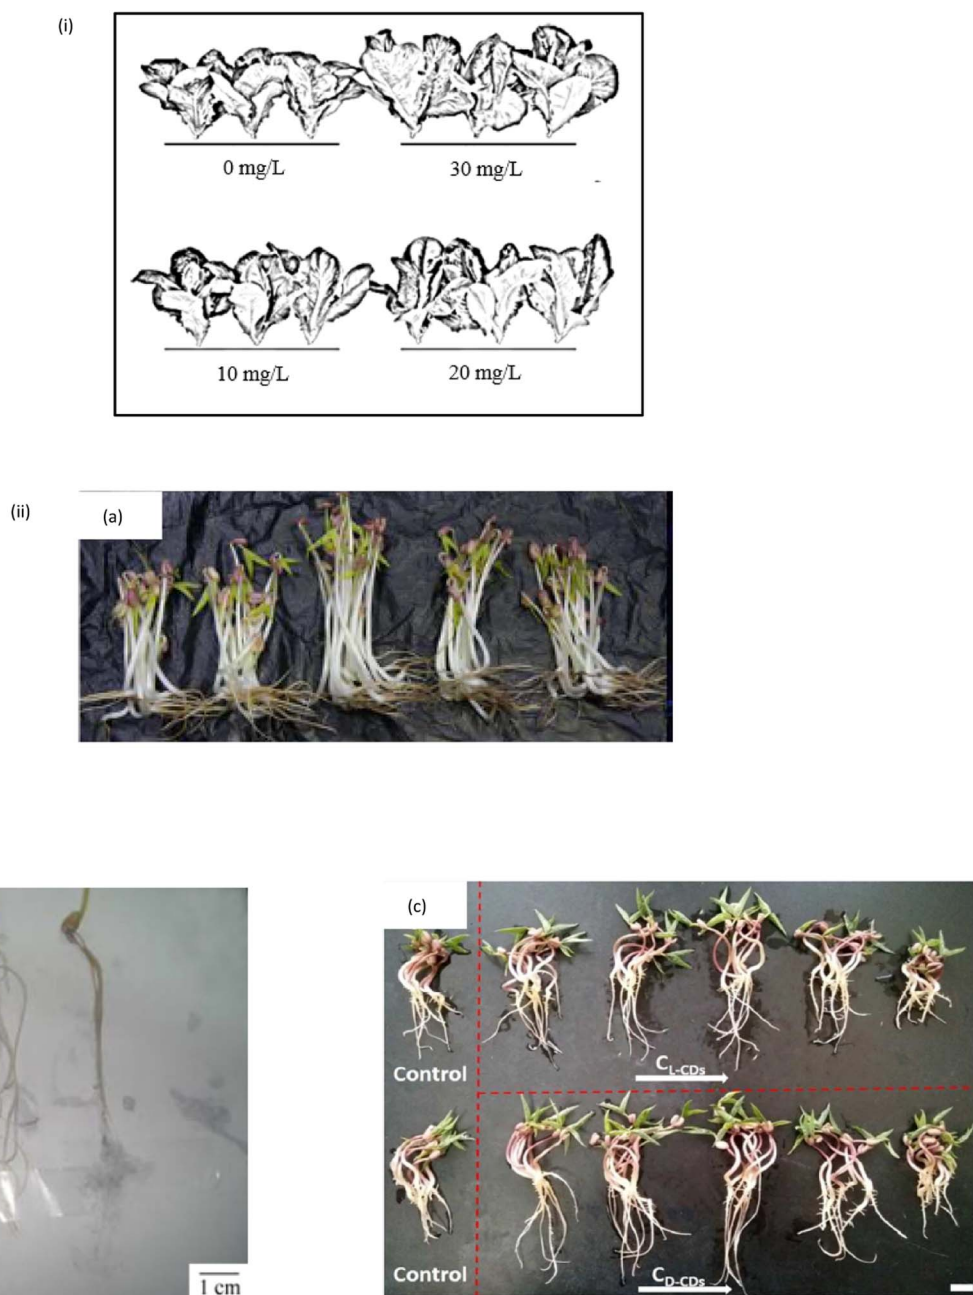 (i)
0 mg/L
30 mg/L
10 mg/L
20 mg/L
(ii)
(a)
1 cm
(c)
Control
C_L-CDs
Control
C_D-CDs